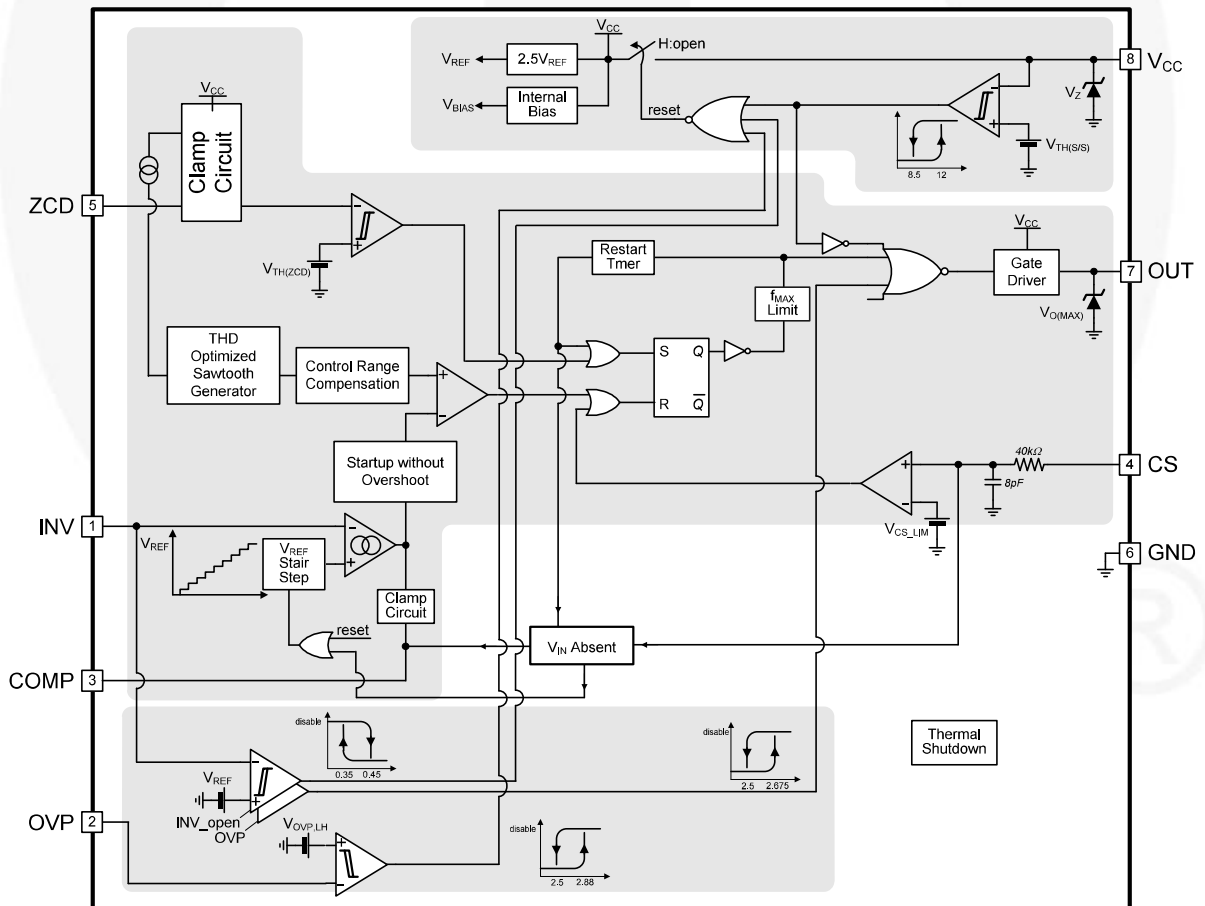 VCC
H:open
VREF
2.5VREF
8
VCC
VBIAS
Internal
Bias
reset
VZ
VTH(S/S)
8.5 12
VCC
Clamp
Circuit
ZCD
5
VTH(ZCD)
Restart
Tmer
fMAX
Limit
VCC
Gate
Driver
7
OUT
VO(MAX)
THD
Optimized
Sawtooth
Generator
Control Range
Compensation
+
−
S Q
R Q
Startup without
Overshoot
40kΩ
8pF
4
CS
+
−
VCS_LIM
INV
1
VREF
VREF
Stair
Step
−
+
Clamp
Circuit
reset
6
GND
VIN Absent
COMP
3
disable
0.35 0.45
disable
2.5 2.675
Thermal
Shutdown
VREF
−
+
INV_open
OVP
OVP
2
VOVP,LH
+
−
disable
2.5 2.88
R